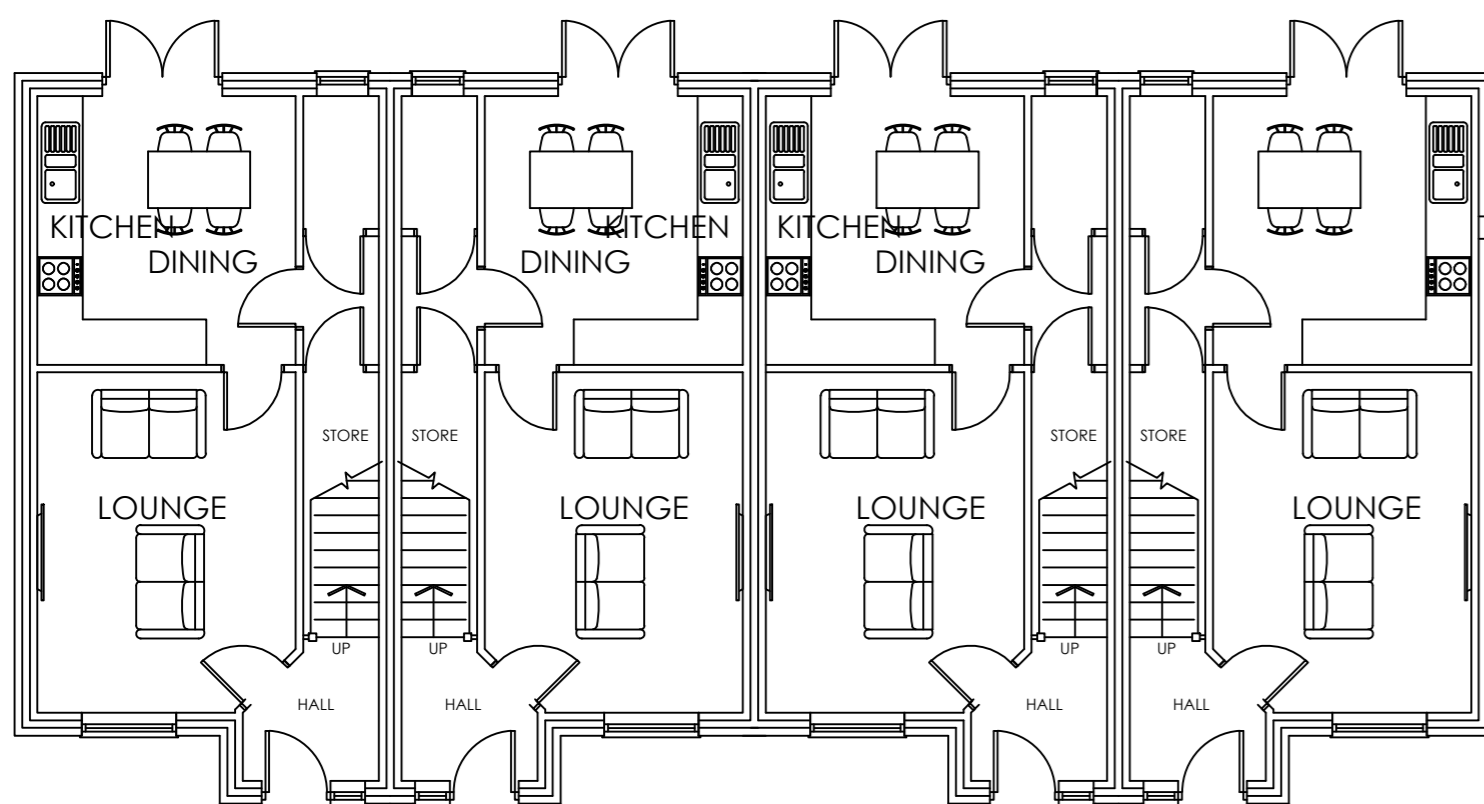 KITCHEN KITCHEN KITCHEN
DINING DINING DINING
STORE STORE STORE STORE
LOUNGE LOUNGE LOUNGE LOUNGE
UP UP UP UP
HALL HALL HALL HALL